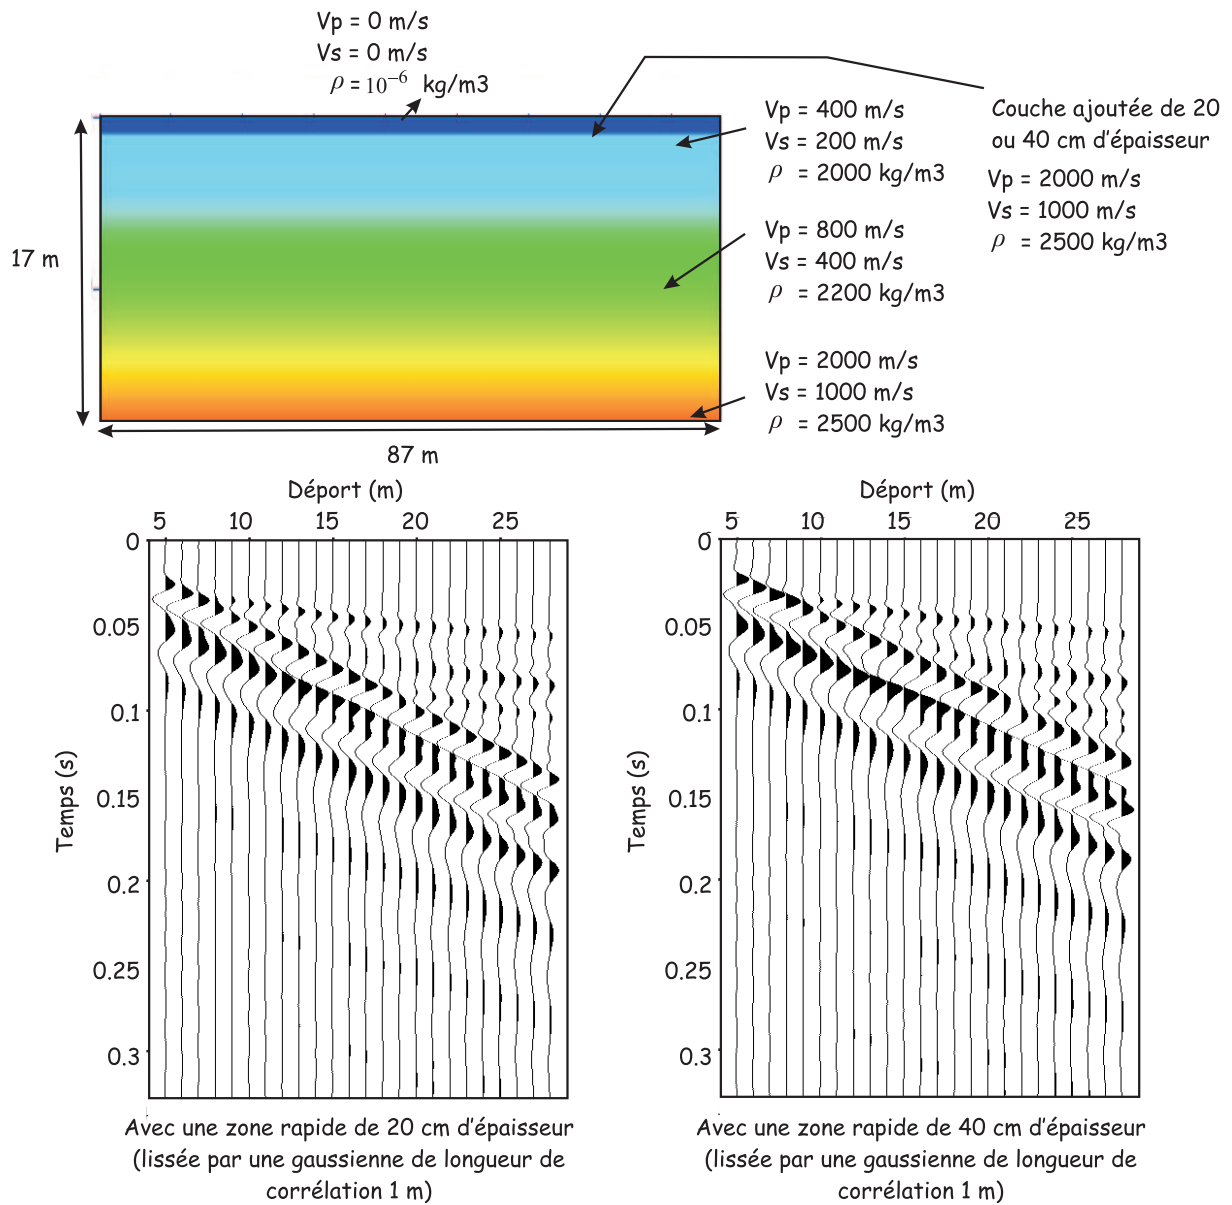 Vp = 0 m/s
Vs = 0 m/s
ρ = 10⁻⁶ kg/m3
Vp = 400 m/s
Vs = 200 m/s
ρ = 2000 kg/m3
Couche ajoutée de 20
ou 40 cm d'épaisseur
Vp = 2000 m/s
Vs = 1000 m/s
ρ = 2500 kg/m3
Vp = 800 m/s
Vs = 400 m/s
ρ = 2200 kg/m3
17 m
Vp = 2000 m/s
Vs = 1000 m/s
ρ = 2500 kg/m3
87 m
Déport (m)
5 10 15 20 25
0
0.05
0.1
0.15
0.2
0.25
0.3
Temps (s)
Avec une zone rapide de 20 cm d'épaisseur
(lissée par une gaussienne de longueur de
corrélation 1 m)
Déport (m)
5 10 15 20 25
0
0.05
0.1
0.15
0.2
0.25
0.3
Temps (s)
Avec une zone rapide de 40 cm d'épaisseur
(lissée par une gaussienne de longueur de
corrélation 1 m)